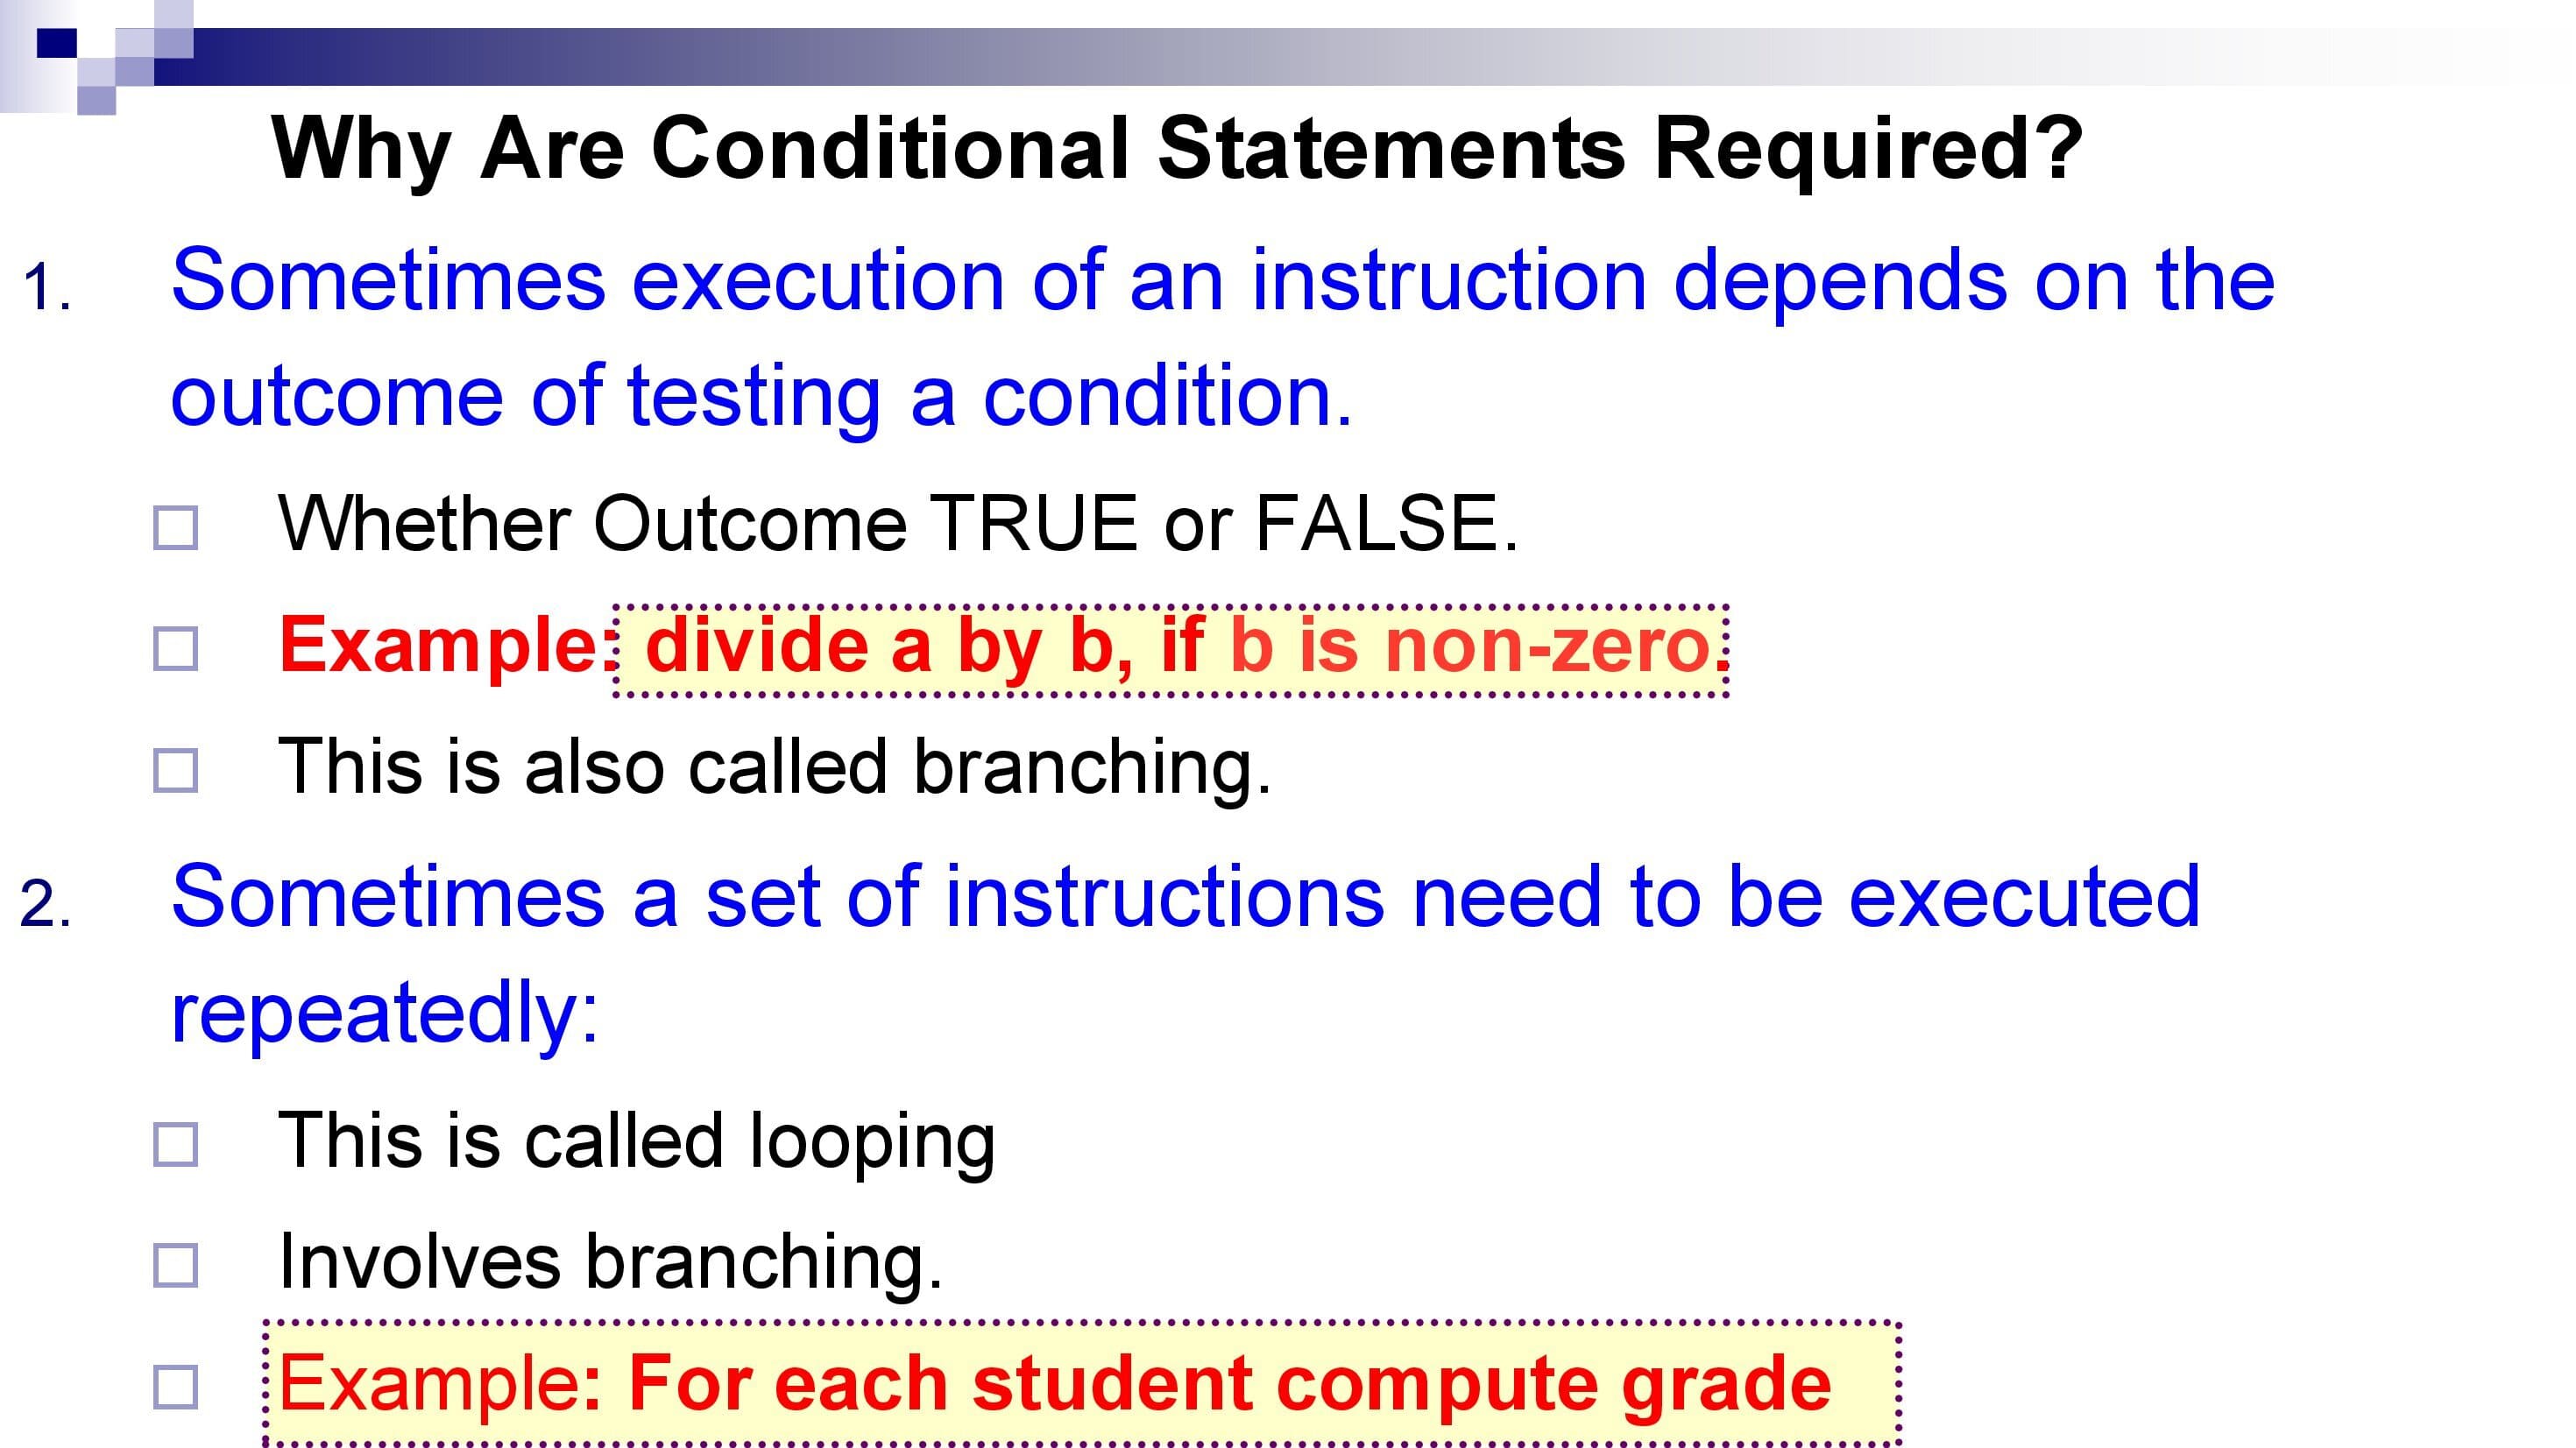 Why Are Conditional Statements Required?
1. Sometimes execution of an instruction depends on the
outcome of testing a condition.
Whether Outcome TRUE or FALSE.
Example: divide a by b, if b is non-zero.
This is also called branching.
2. Sometimes a set of instructions need to be executed
repeatedly:
This is called looping
Involves branching.
Example: For each student compute grade